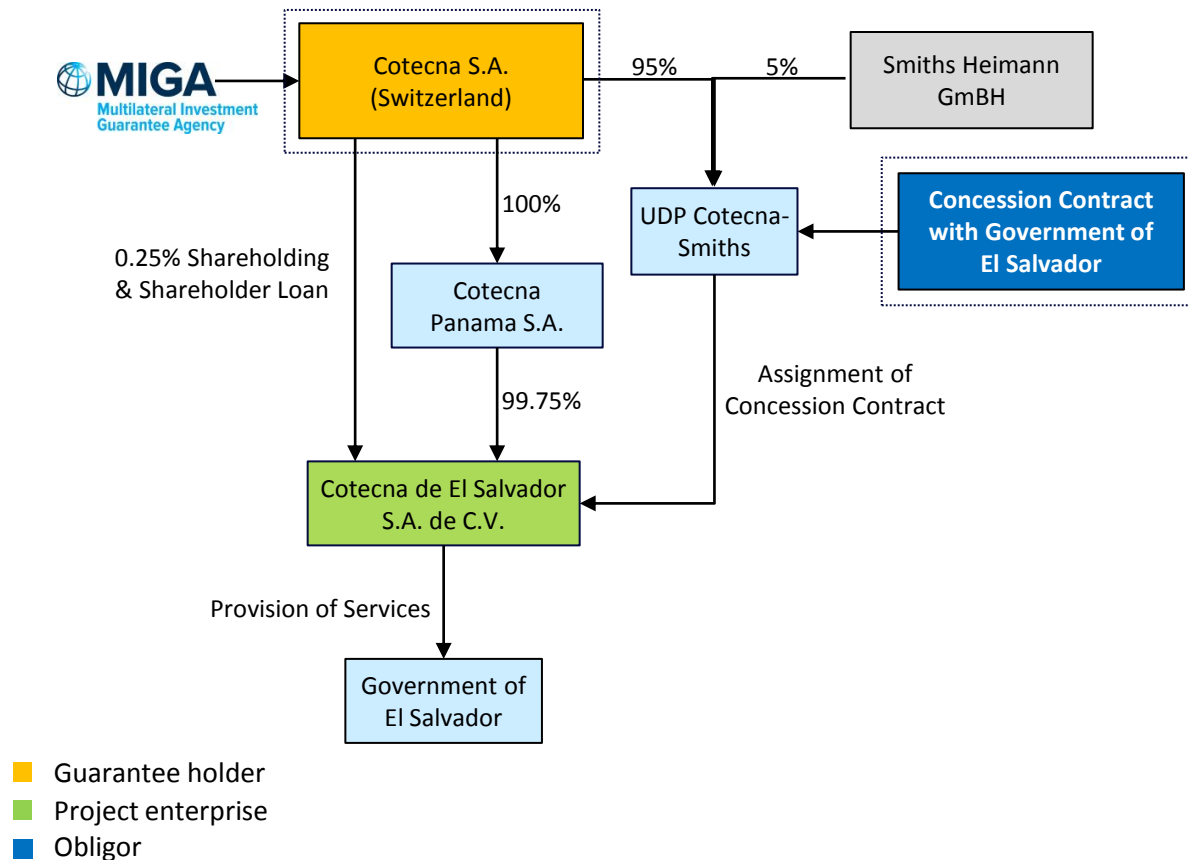 MIGA
Multilateral Investment
Guarantee Agency
Cotecna S.A.
(Switzerland)
95%
5%
Smiths Heimann
GmBH
100%
UDP Cotecna-
Smiths
Concession Contract
with Government of
El Salvador
0.25% Shareholding
& Shareholder Loan
Cotecna
Panama S.A.
99.75%
Assignment of
Concession Contract
Cotecna de El Salvador
S.A. de C.V.
Provision of Services
Government of
El Salvador
Guarantee holder
Project enterprise
Obligor